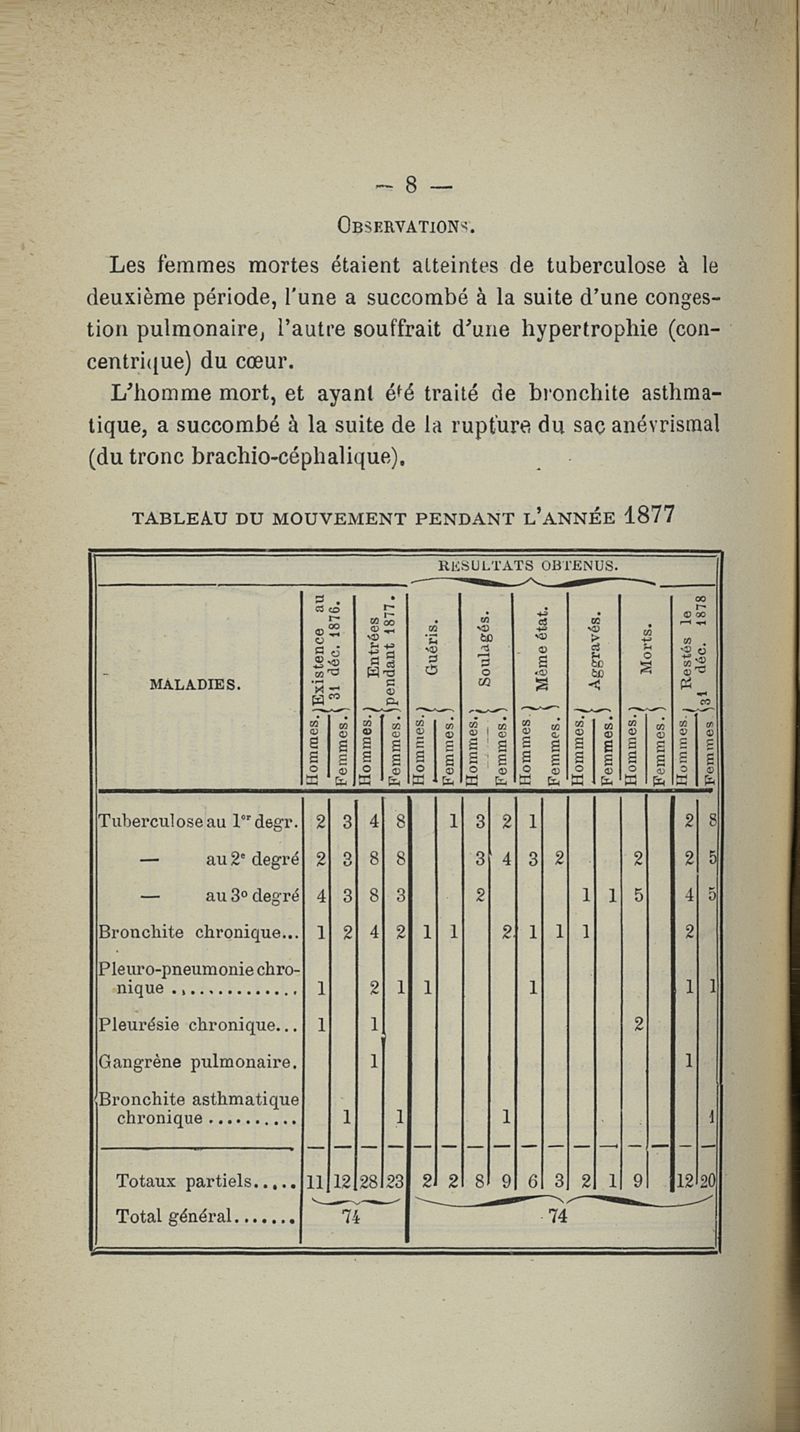 — 8 —
OBSERVATIONS.
Les femmes mortes étaient atteintes de tuberculose à le
deuxième période, l'une a succombé à la suite d'une conges-
tion pulmonaire, l'autre souffrait d'une hypertrophie (con-
centrique) du cœur.
L'homme mort, et ayant été traité de bronchite asthma-
tique, a succombé à la suite de la rupture du sac anévrismal
(du tronc brachio-céphalique).
TABLEAU DU MOUVEMENT PENDANT L'ANNÉE 1877
RESULTATS OBTENUS.
MALADIES.
Existence au
31 déc. 1876.
Entrées
pendant 1877.
Guéris.
Soulagés.
Même état.
Aggravés.
Morts.
Restés le
31 déc. 1878
Hommes. Femmes. Hommes. Femmes. Hommes. Femmes. Hommes. Femmes. Hommes. Femmes. Hommes. Femmes. Hommes. Femmes. Hommes. Femmes
Tuberculose au 1er degr. 2 3 4 8 1 3 2 1 2 8
— au 2e degré 2 3 8 8 3 4 3 2 2 2 5
— au 3o degré 4 3 8 3 2 1 1 5 4 5
Bronchite chronique... 1 2 4 2 1 1 2 1 1 1 2
Pleuro-pneumonie chro-
nique .............. 1 2 1 1 1 1 1
Pleurésie chronique... 1 1 2
Gangrène pulmonaire. 1 1
Bronchite asthmatique
chronique .......... 1 1 1 1
Totaux partiels..... 11 12 28 23 2 2 8 9 6 3 2 1 9 12 20
Total général....... 74 74